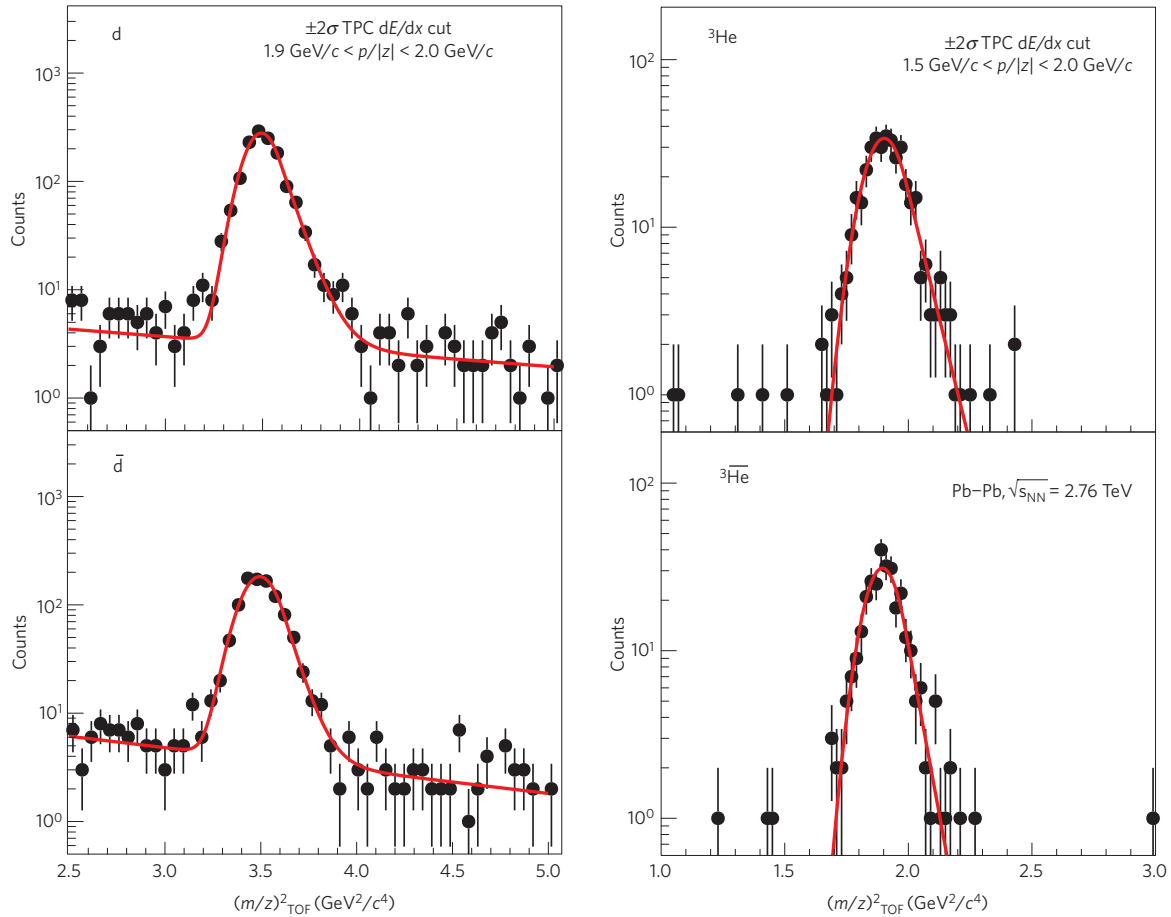 d
±2σ TPC dE/dx cut
1.9 GeV/c < p/|z| < 2.0 GeV/c
10³
10²
10¹
10⁰
Counts
d̄
10³
10²
10¹
10⁰
Counts
2.5 3.0 3.5 4.0 4.5 5.0
(m/z)²TOF (GeV²/c⁴)
³He
±2σ TPC dE/dx cut
1.5 GeV/c < p/|z| < 2.0 GeV/c
10²
10¹
10⁰
Counts
³H̅e̅
Pb–Pb, √sNN = 2.76 TeV
10²
10¹
10⁰
Counts
1.0 1.5 2.0 2.5 3.0
(m/z)²TOF (GeV²/c⁴)